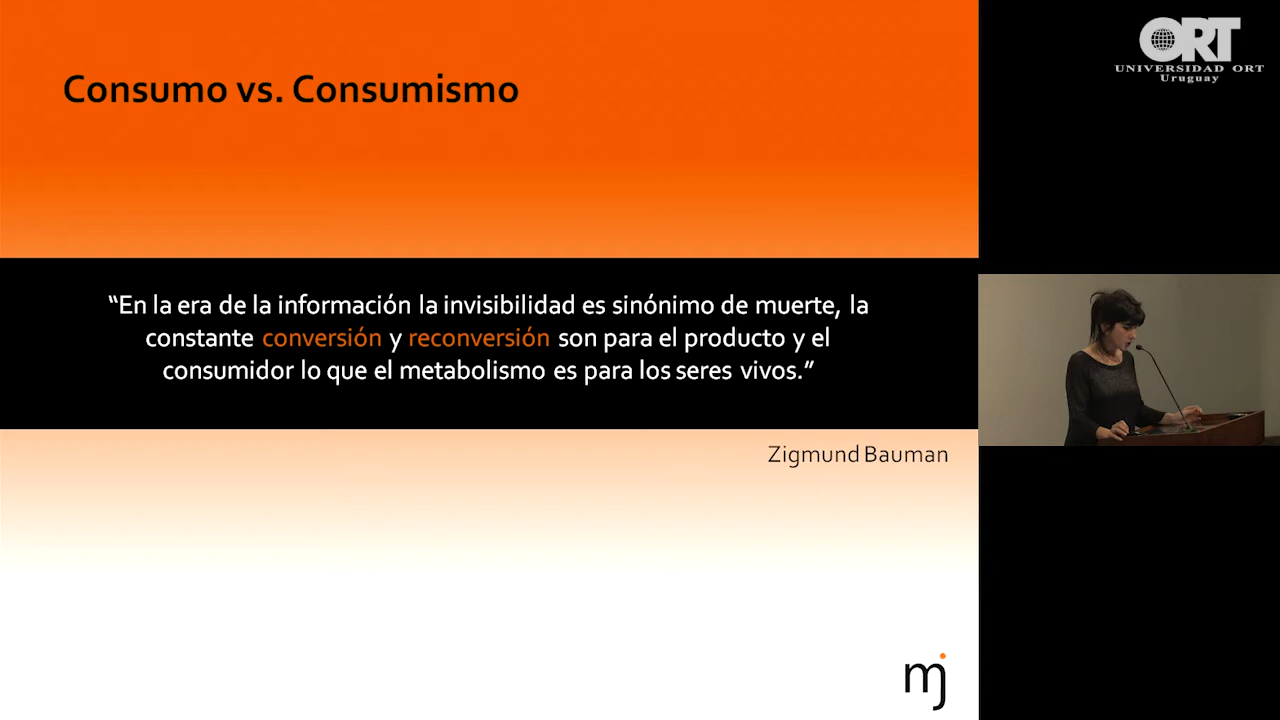 Consumo vs. Consumismo
“En la era de la información la invisibilidad es sinónimo de muerte, la
constante conversión y reconversión son para el producto y el
consumidor lo que el metabolismo es para los seres vivos.”
Zigmund Bauman
mj
ORT
UNIVERSIDAD ORT
Uruguay